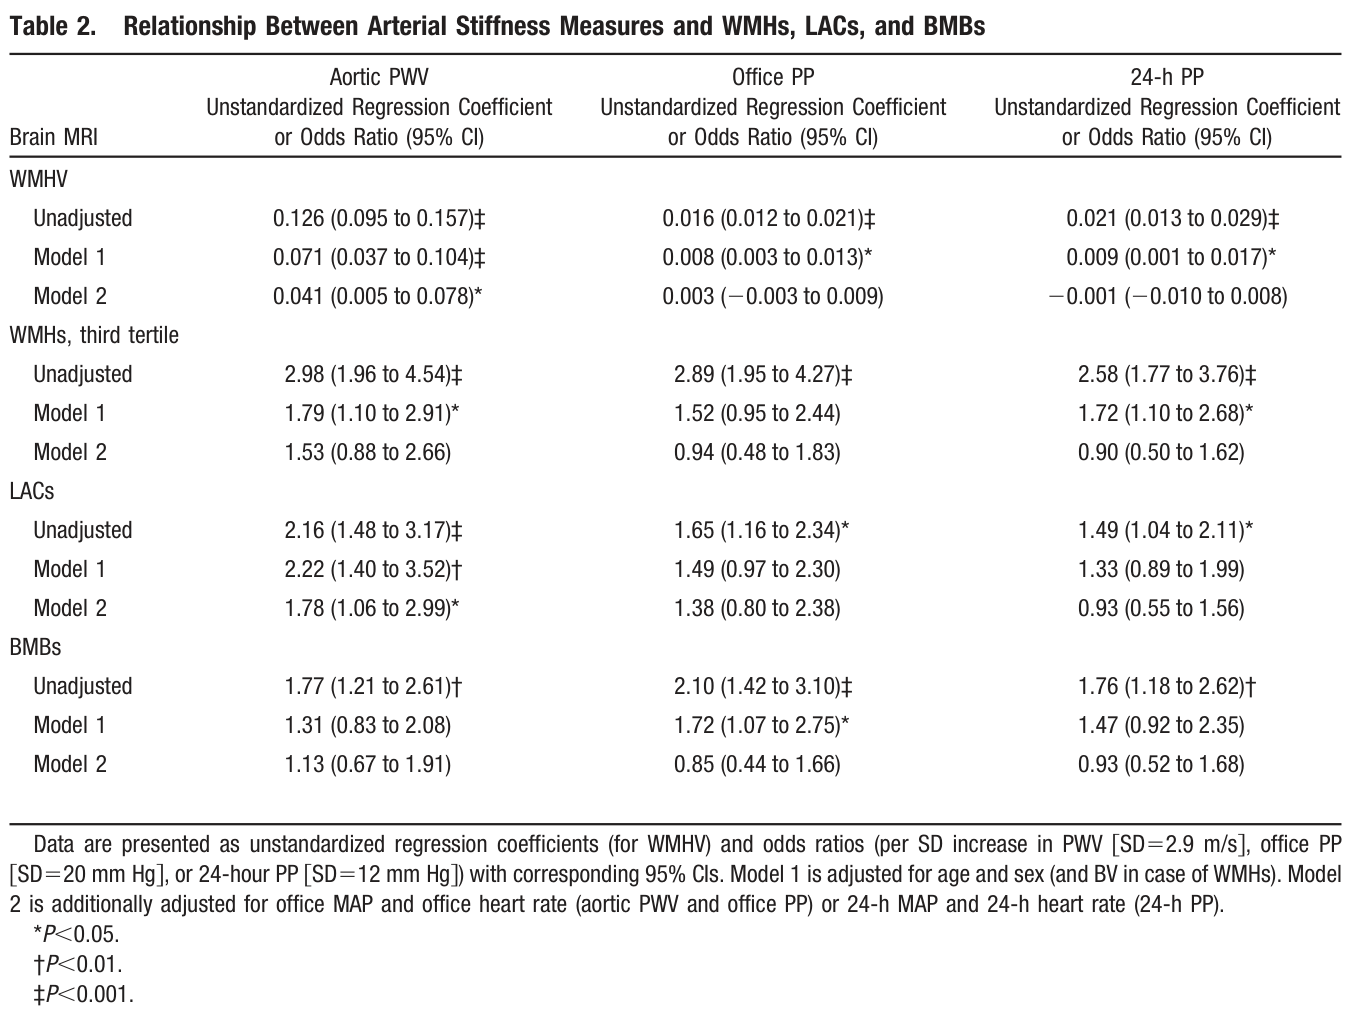 Table 2. Relationship Between Arterial Stiffness Measures and WMHs, LACs, and BMBs
Aortic PWV Office PP 24-h PP
Unstandardized Regression Coefficient Unstandardized Regression Coefficient Unstandardized Regression Coefficient
Brain MRI or Odds Ratio (95% CI) or Odds Ratio (95% CI) or Odds Ratio (95% CI)
WMHV
Unadjusted 0.126 (0.095 to 0.157)‡ 0.016 (0.012 to 0.021)‡ 0.021 (0.013 to 0.029)‡
Model 1 0.071 (0.037 to 0.104)‡ 0.008 (0.003 to 0.013)* 0.009 (0.001 to 0.017)*
Model 2 0.041 (0.005 to 0.078)* 0.003 (−0.003 to 0.009) −0.001 (−0.010 to 0.008)
WMHs, third tertile
Unadjusted 2.98 (1.96 to 4.54)‡ 2.89 (1.95 to 4.27)‡ 2.58 (1.77 to 3.76)‡
Model 1 1.79 (1.10 to 2.91)* 1.52 (0.95 to 2.44) 1.72 (1.10 to 2.68)*
Model 2 1.53 (0.88 to 2.66) 0.94 (0.48 to 1.83) 0.90 (0.50 to 1.62)
LACs
Unadjusted 2.16 (1.48 to 3.17)‡ 1.65 (1.16 to 2.34)* 1.49 (1.04 to 2.11)*
Model 1 2.22 (1.40 to 3.52)† 1.49 (0.97 to 2.30) 1.33 (0.89 to 1.99)
Model 2 1.78 (1.06 to 2.99)* 1.38 (0.80 to 2.38) 0.93 (0.55 to 1.56)
BMBs
Unadjusted 1.77 (1.21 to 2.61)† 2.10 (1.42 to 3.10)‡ 1.76 (1.18 to 2.62)†
Model 1 1.31 (0.83 to 2.08) 1.72 (1.07 to 2.75)* 1.47 (0.92 to 2.35)
Model 2 1.13 (0.67 to 1.91) 0.85 (0.44 to 1.66) 0.93 (0.52 to 1.68)
Data are presented as unstandardized regression coefficients (for WMHV) and odds ratios (per SD increase in PWV [SD=2.9 m/s], office PP
[SD=20 mm Hg], or 24-hour PP [SD=12 mm Hg]) with corresponding 95% CIs. Model 1 is adjusted for age and sex (and BV in case of WMHs). Model
2 is additionally adjusted for office MAP and office heart rate (aortic PWV and office PP) or 24-h MAP and 24-h heart rate (24-h PP).
*P<0.05.
†P<0.01.
‡P<0.001.